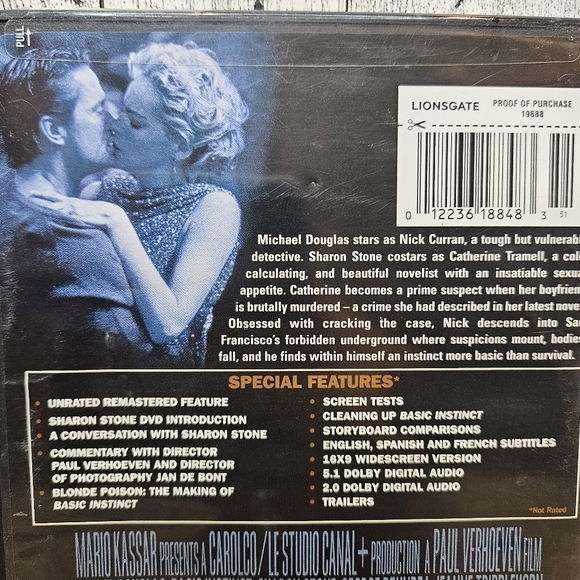 PULL
LIONSGATE PROOF OF PURCHASE
19688
0 12236 18848 3 51
Michael Douglas stars as Nick Curran, a tough but
detective. Sharon Stone costars as Catherine Tramell, a
calculating, and beautiful novelist with an insatiable
appetite. Catherine becomes a prime suspect when her
is brutally murdered – a crime she had described in her latest
Obsessed with cracking the case, Nick descends into
Francisco's forbidden underground where suspicions mount,
fall, and he finds within himself an instinct more basic than survival.
SPECIAL FEATURES*
• UNRATED REMASTERED FEATURE
• SHARON STONE DVD INTRODUCTION
• A CONVERSATION WITH SHARON STONE
• COMMENTARY WITH DIRECTOR
PAUL VERHOEVEN AND DIRECTOR
OF PHOTOGRAPHY JAN DE BONT
• BLONDE POISON: THE MAKING OF
BASIC INSTINCT
• SCREEN TESTS
• CLEANING UP BASIC INSTINCT
• STORYBOARD COMPARISONS
• ENGLISH, SPANISH AND FRENCH SUBTITLES
• 16X9 WIDESCREEN VERSION
• 5.1 DOLBY DIGITAL AUDIO
• 2.0 DOLBY DIGITAL AUDIO
• TRAILERS
*Not Rated
MARIO KASSAR PRESENTS A CAROLCO/LE STUDIO CANAL+ PRODUCTION A PAUL VERHOEVEN FILM